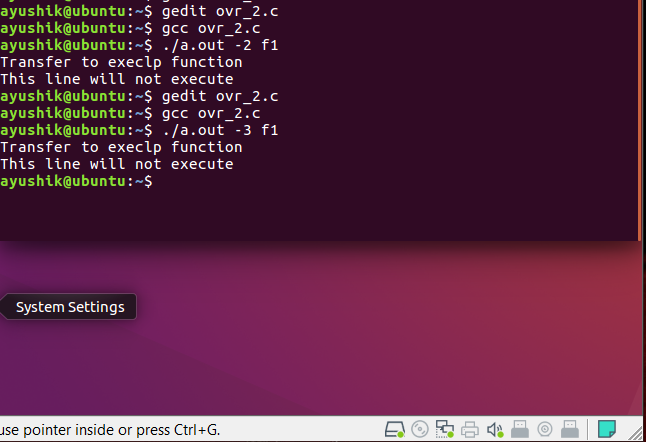 ayushik@ubuntu:~$ gedit ovr_2.c
ayushik@ubuntu:~$ gcc ovr_2.c
ayushik@ubuntu:~$ ./a.out -2 f1
Transfer to execlp function
This line will not execute
ayushik@ubuntu:~$ gedit ovr_2.c
ayushik@ubuntu:~$ gcc ovr_2.c
ayushik@ubuntu:~$ ./a.out -3 f1
Transfer to execlp function
This line will not execute
ayushik@ubuntu:~$
System Settings
use pointer inside or press Ctrl+G.